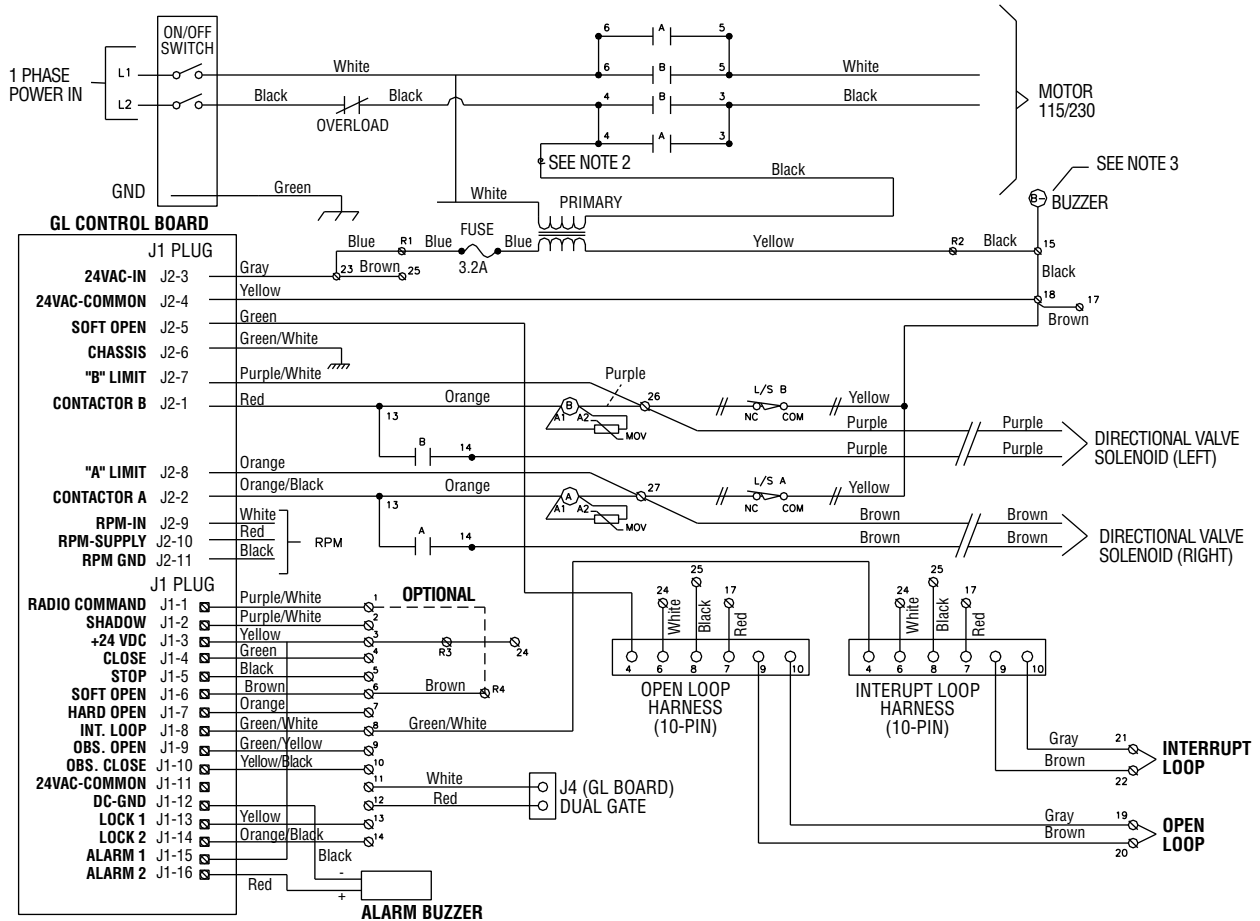 ON/OFF
SWITCH
1 PHASE
POWER IN
L1
L2
White
Black
Black
OVERLOAD
GND
Green
6 A 5
6 B 5
White
4 B 3
Black
4 A 3
SEE NOTE 2
Black
MOTOR
115/230
SEE NOTE 3
B-
BUZZER
White
PRIMARY
GL CONTROL BOARD
Blue
R1
Blue
FUSE
3.2A
Blue
Yellow
R2
Black
15
Black
18
17
Brown
23
Brown
25
J1 PLUG
24VAC-IN J2-3 Gray
24VAC-COMMON J2-4 Yellow
SOFT OPEN J2-5 Green
CHASSIS J2-6 Green/White
"B" LIMIT J2-7 Purple/White
CONTACTOR B J2-1 Red
13
Orange
B
A1
A2
MOV
Purple
26
L/S B
NC
COM
Yellow
Purple
Purple
B
14
Purple
Purple
DIRECTIONAL VALVE
SOLENOID (LEFT)
"A" LIMIT J2-8 Orange
CONTACTOR A J2-2 Orange/Black
13
Orange
A
A1
A2
MOV
27
L/S A
NC
COM
Yellow
Brown
Brown
A
14
Brown
Brown
DIRECTIONAL VALVE
SOLENOID (RIGHT)
RPM-IN J2-9 White
RPM-SUPPLY J2-10 Red
RPM GND J2-11 Black
RPM
J1 PLUG
RADIO COMMAND J1-1 Purple/White 1
OPTIONAL
SHADOW J1-2 Purple/White 2
+24 VDC J1-3 Yellow 3
R3
24
CLOSE J1-4 Green 4
STOP J1-5 Black 5
SOFT OPEN J1-6 Brown 6
Brown
R4
HARD OPEN J1-7 Orange 7
INT. LOOP J1-8 Green/White 8
Green/White
OBS. OPEN J1-9 Green/Yellow 9
OBS. CLOSE J1-10 Yellow/Black 10
24VAC-COMMON J1-11 11
White
DC-GND J1-12 12
Red
J4 (GL BOARD)
DUAL GATE
LOCK 1 J1-13 Yellow 13
LOCK 2 J1-14 Orange/Black 14
ALARM 1 J1-15
Black
ALARM 2 J1-16
Red
-
+
ALARM BUZZER
24
White
25
Black
17
Red
4 6 8 7 9 10
OPEN LOOP
HARNESS
(10-PIN)
24
White
25
Black
17
Red
4 6 8 7 9 10
INTERUPT LOOP
HARNESS
(10-PIN)
Gray 21
Brown 22
INTERRUPT
LOOP
Gray 19
Brown 20
OPEN
LOOP